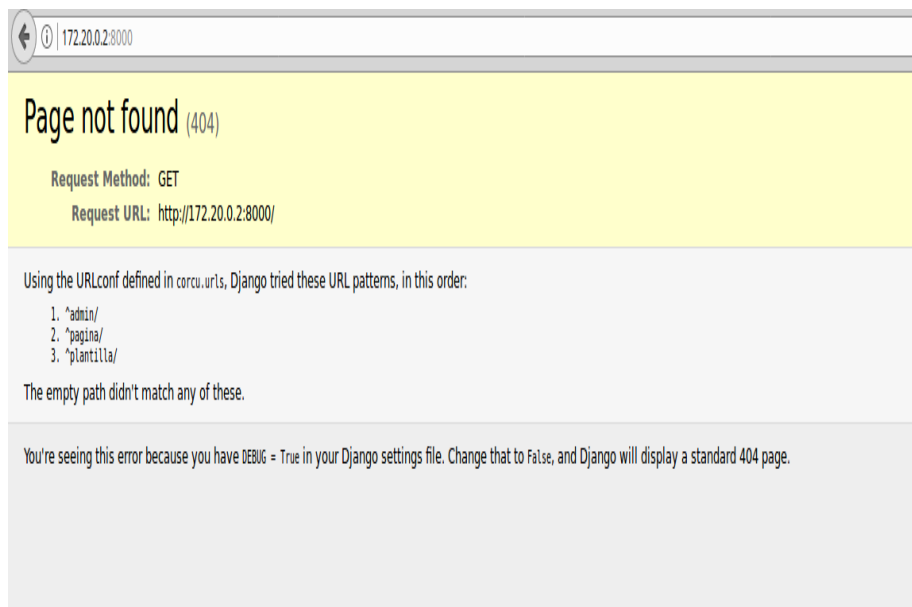 172.20.0.2:8000
Page not found (404)
Request Method: GET
Request URL: http://172.20.0.2:8000/
Using the URLconf defined in corcu.urls, Django tried these URL patterns, in this order:
1. ^admin/
2. ^pagina/
3. ^plantilla/
The empty path didn't match any of these.
You're seeing this error because you have DEBUG = True in your Django settings file. Change that to False, and Django will display a standard 404 page.